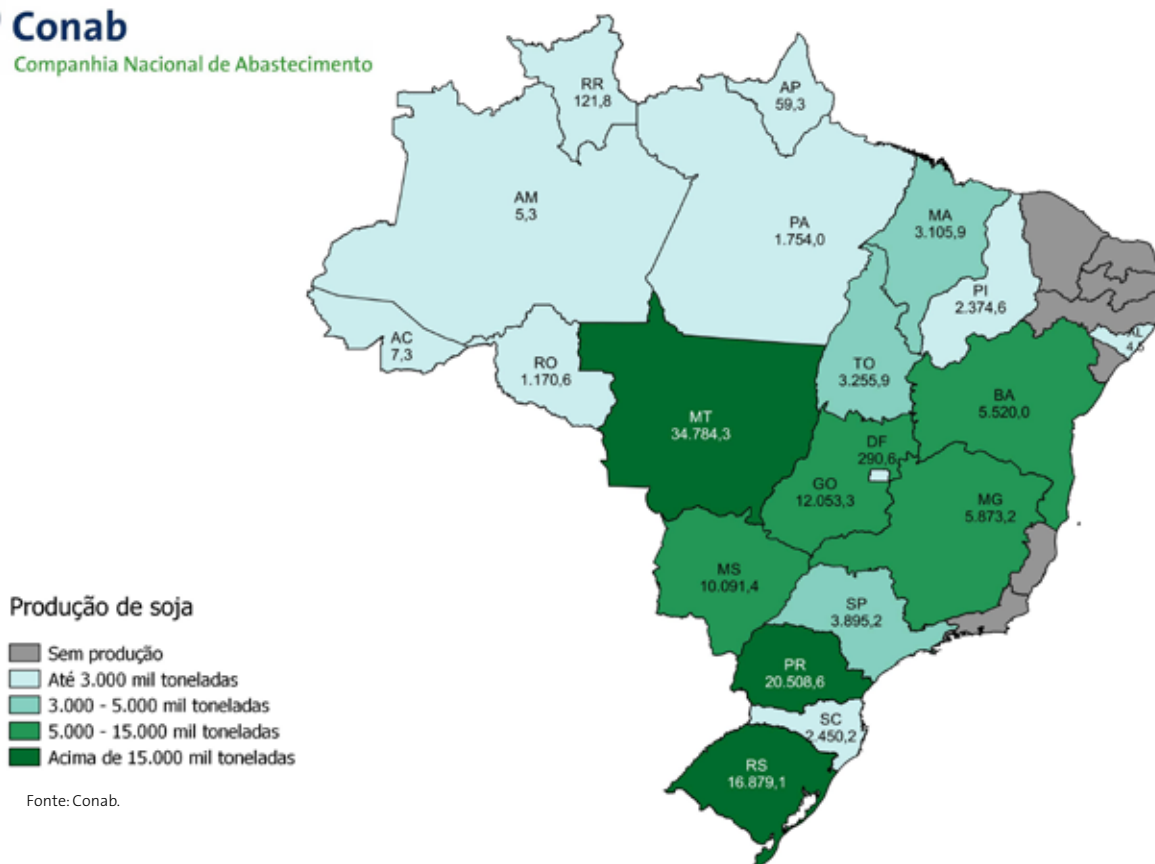 Conab
Companhia Nacional de Abastecimento
RR
121,8
AP
59,3
AM
5,3
PA
1.754,0
MA
3.105,9
PI
2.374,6
AC
7,3
RO
1.170,6
TO
3.255,9
AL
4,5
BA
5.520,0
MT
34.784,3
DF
290,6
GO
12.053,3
MG
5.873,2
MS
10.091,4
SP
3.895,2
PR
20.508,6
SC
2.450,2
RS
16.879,1
Produção de soja
Sem produção
Até 3.000 mil toneladas
3.000 - 5.000 mil toneladas
5.000 - 15.000 mil toneladas
Acima de 15.000 mil toneladas
Fonte: Conab.